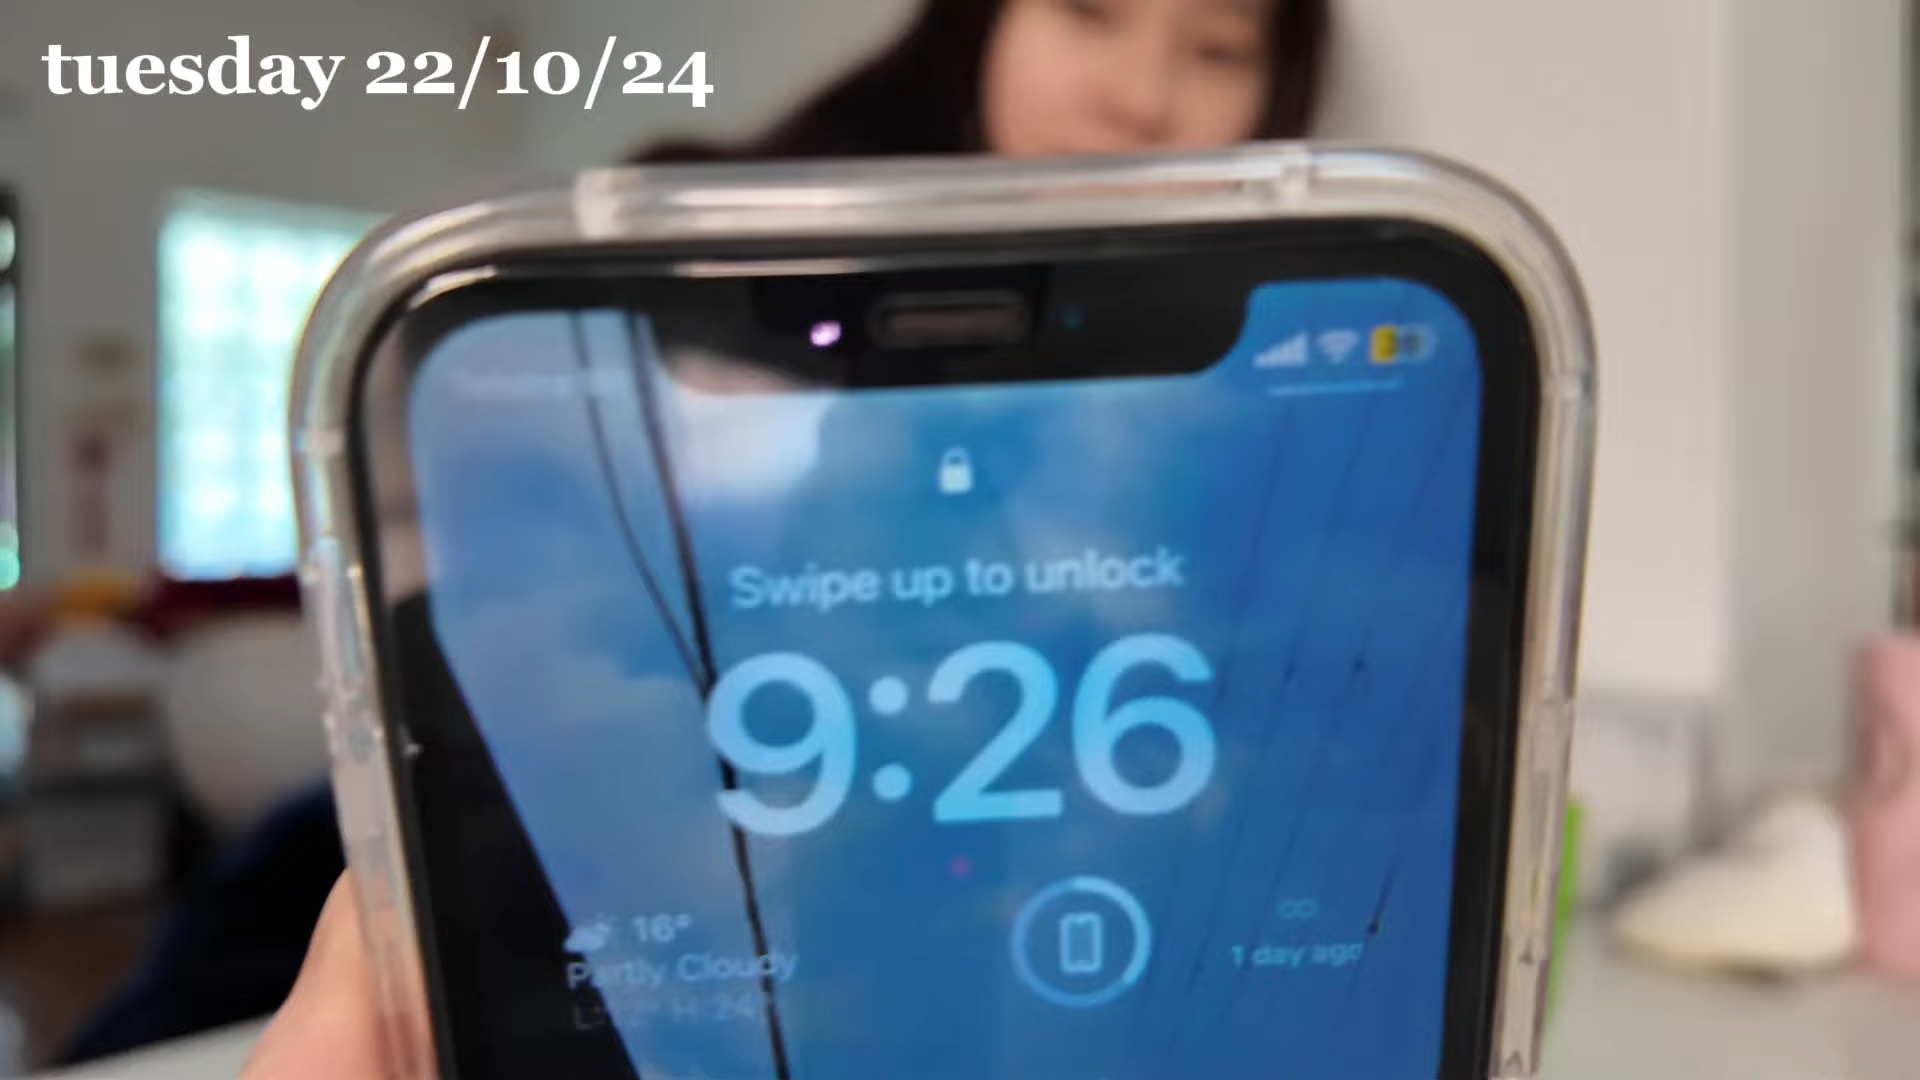 tuesday 22/10/24
Swipe up to unlock
9:26
16°
Partly Cloudy
1 day ago